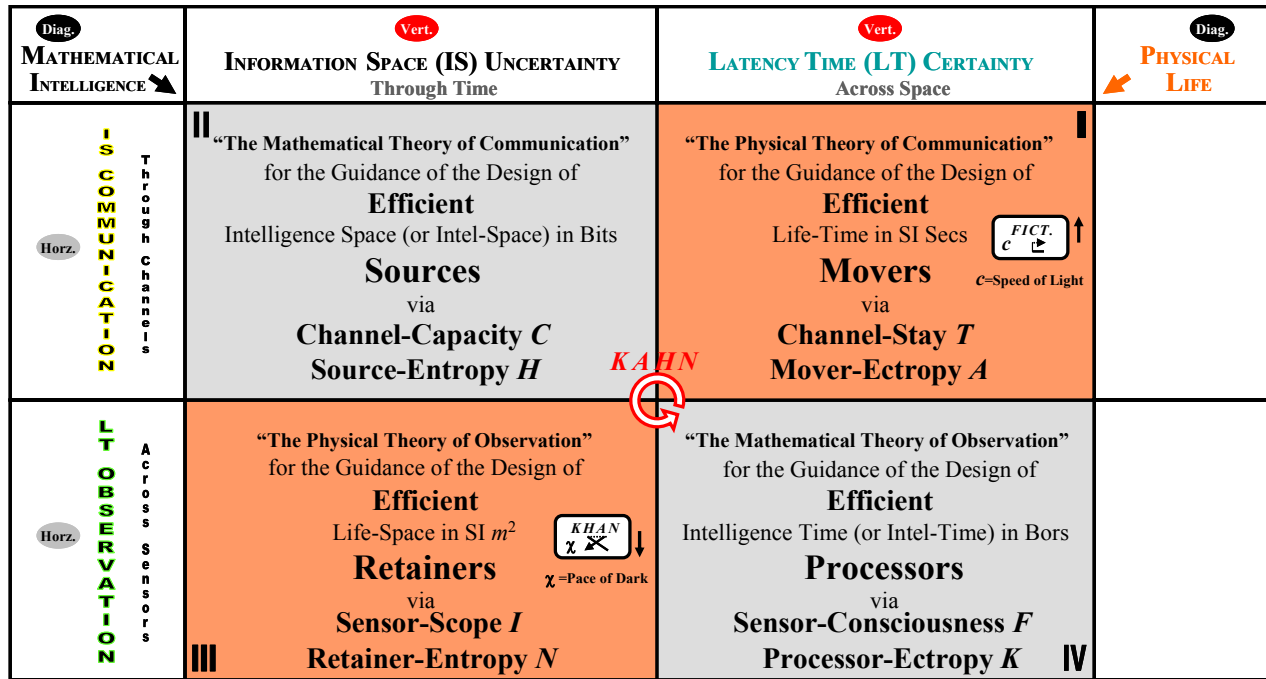 Diag.
MATHEMATICAL
INTELLIGENCE
Vert.
INFORMATION SPACE (IS) UNCERTAINTY
Through Time
Vert.
LATENCY TIME (LT) CERTAINTY
Across Space
Diag.
PHYSICAL
LIFE
Horz.
IS COMMUNICATION
Through Channels
II
“The Mathematical Theory of Communication”
for the Guidance of the Design of
Efficient
Intelligence Space (or Intel-Space) in Bits
Sources
via
Channel-Capacity C
Source-Entropy H
I
“The Physical Theory of Communication”
for the Guidance of the Design of
Efficient
Life-Time in SI Secs
Movers
via
Channel-Stay T
Mover-Ectropy A
FICT.
c
c=Speed of Light
KAHN
Horz.
LT OBSERVATION
Across Sensors
“The Physical Theory of Observation”
for the Guidance of the Design of
Efficient
Life-Space in SI m²
Retainers
via
Sensor-Scope I
Retainer-Entropy N
III
KHAN
χ
χ =Pace of Dark
“The Mathematical Theory of Observation”
for the Guidance of the Design of
Efficient
Intelligence Time (or Intel-Time) in Bors
Processors
via
Sensor-Consciousness F
Processor-Ectropy K
IV